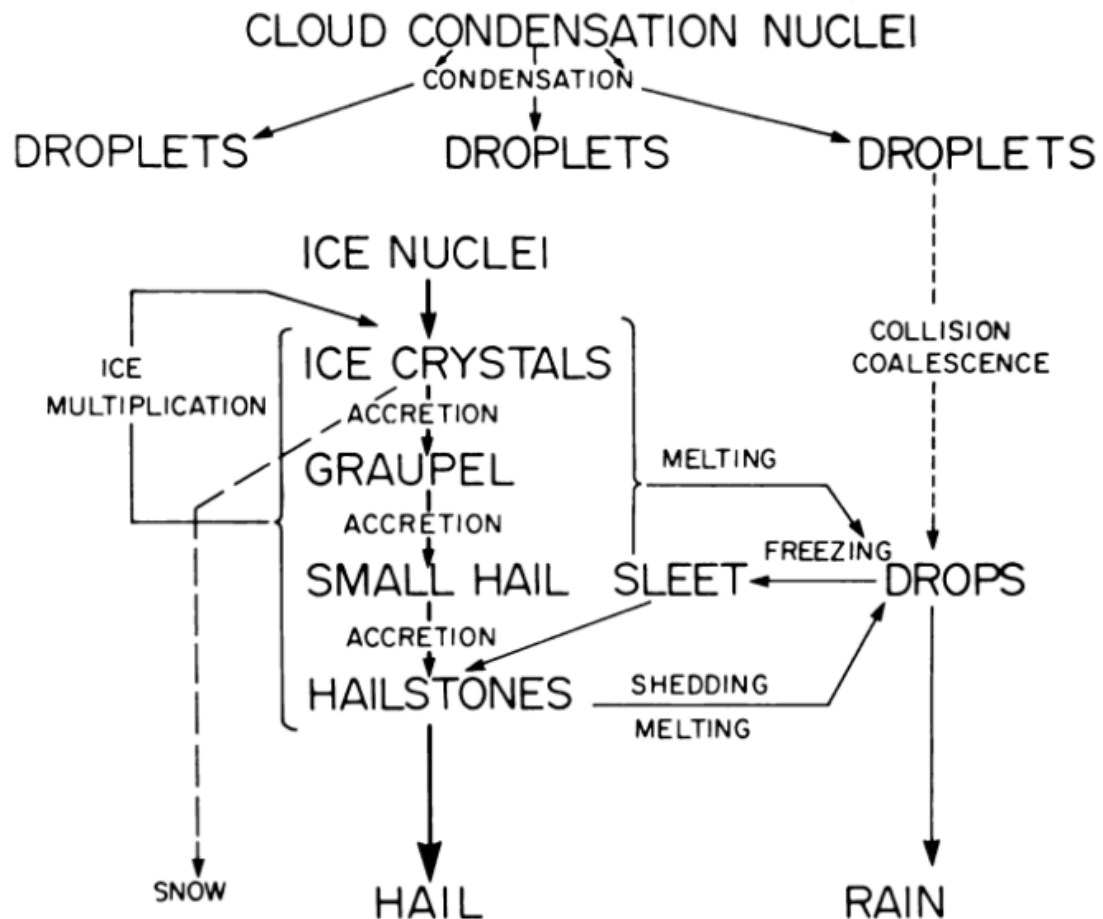 CLOUD CONDENSATION NUCLEI
CONDENSATION
DROPLETS DROPLETS DROPLETS
ICE NUCLEI
COLLISION
COALESCENCE
ICE
MULTIPLICATION
ICE CRYSTALS
ACCRETION
GRAUPEL
MELTING
ACCRETION
FREEZING
SMALL HAIL SLEET DROPS
ACCRETION
HAILSTONES
SHEDDING
MELTING
SNOW HAIL RAIN